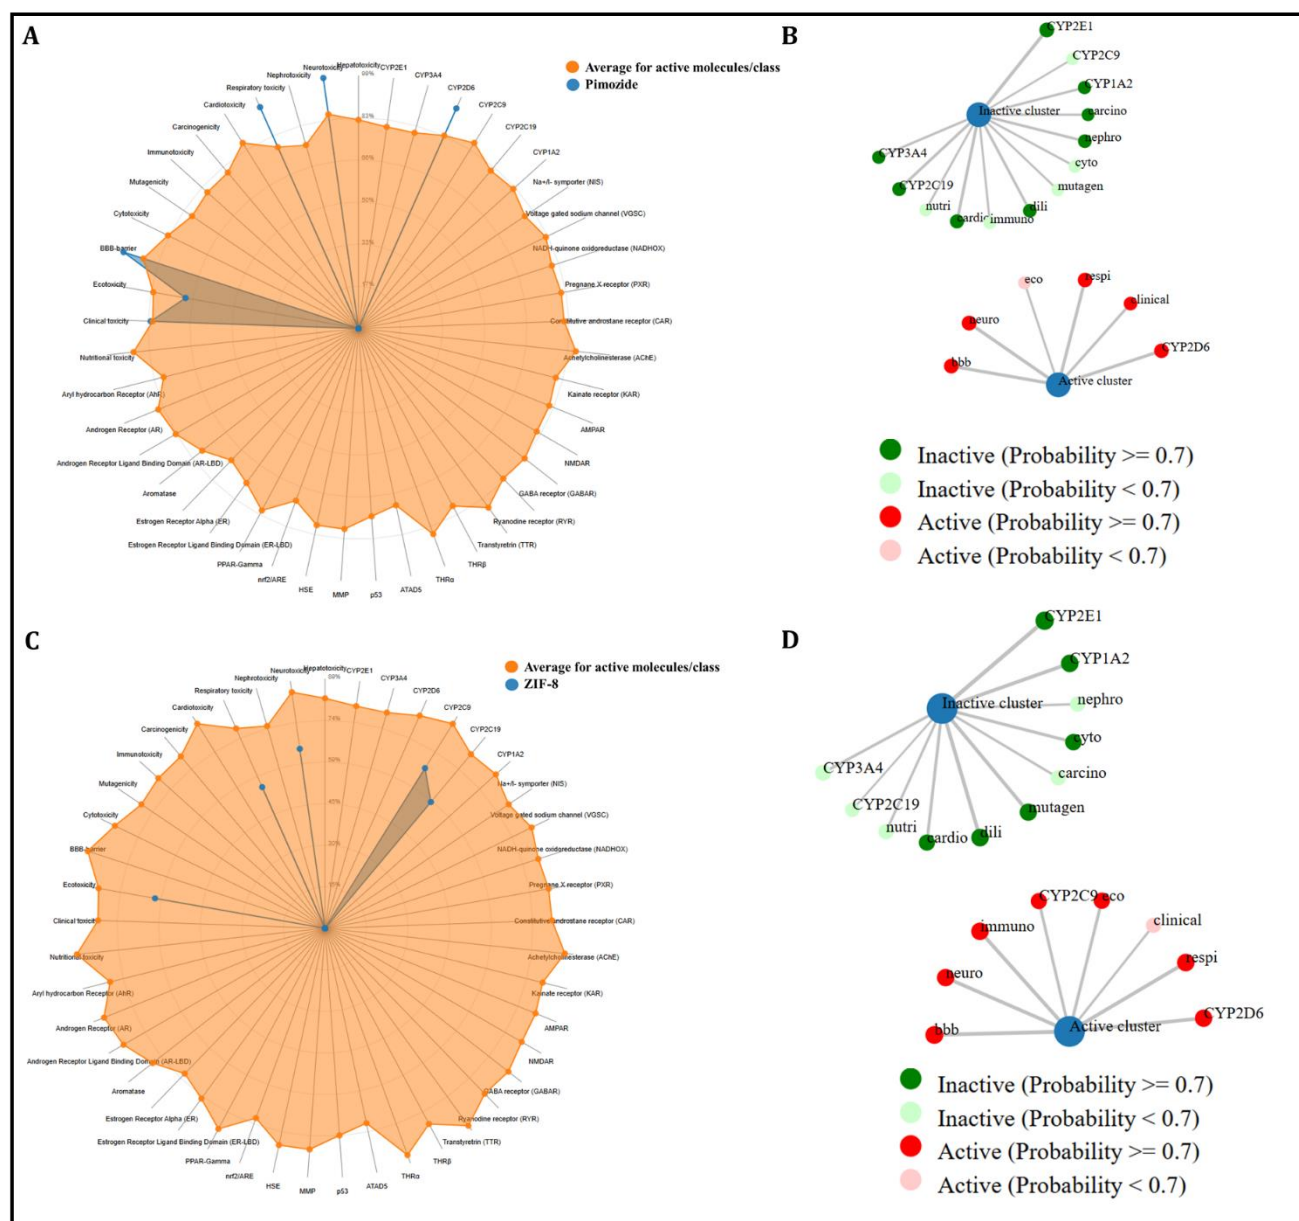 A
Average for active molecules/class
Pimozide
Hepatotoxicity
CYP2E1
CYP3A4
CYP2D6
CYP2C9
CYP2C19
CYP1A2
Na+/I- symporter (NIS)
Voltage gated sodium channel (VGSC)
NADH-quinone oxidoreductase (NADHOX)
Pregnane X receptor (PXR)
Constitutive androstane receptor (CAR)
Achetylcholinesterase (AChE)
Kainate receptor (KAR)
AMPAR
NMDAR
GABA receptor (GABAR)
Ryanodine receptor (RYR)
Transtyretrin (TTR)
THRβ
THRα
ATAD5
p53
MMP
HSE
nrf2/ARE
PPAR-Gamma
Estrogen Receptor Ligand Binding Domain (ER-LBD)
Estrogen Receptor Alpha (ER)
Aromatase
Androgen Receptor Ligand Binding Domain (AR-LBD)
Androgen Receptor (AR)
Aryl hydrocarbon Receptor (AhR)
Nutritional toxicity
Clinical toxicity
Ecotoxicity
BBB-barrier
Cytotoxicity
Mutagenicity
Immunotoxicity
Carcinogenicity
Cardiotoxicity
Respiratory toxicity
Nephrotoxicity
Neurotoxicity
B
CYP2E1
CYP2C9
CYP1A2
Inactive cluster
carcino
nephro
CYP3A4
cyto
CYP2C19
mutagen
nutri
dili
cardio
immuno
eco
respi
clinical
neuro
CYP2D6
bbb
Active cluster
Inactive (Probability >= 0.7)
Inactive (Probability < 0.7)
Active (Probability >= 0.7)
Active (Probability < 0.7)
C
Average for active molecules/class
ZIF-8
Hepatotoxicity
CYP2E1
CYP3A4
CYP2D6
CYP2C9
CYP2C19
CYP1A2
Na+/I- symporter (NIS)
Voltage gated sodium channel (VGSC)
NADH-quinone oxidoreductase (NADHOX)
Pregnane X receptor (PXR)
Constitutive androstane receptor (CAR)
Achetylcholinesterase (AChE)
Kainate receptor (KAR)
AMPAR
NMDAR
GABA receptor (GABAR)
Ryanodine receptor (RYR)
Transtyretrin (TTR)
THRβ
THRα
ATAD5
p53
MMP
HSE
nrf2/ARE
PPAR-Gamma
Estrogen Receptor Ligand Binding Domain (ER-LBD)
Estrogen Receptor Alpha (ER)
Aromatase
Androgen Receptor Ligand Binding Domain (AR-LBD)
Androgen Receptor (AR)
Aryl hydrocarbon Receptor (AhR)
Nutritional toxicity
Clinical toxicity
Ecotoxicity
BBB-barrier
Cytotoxicity
Mutagenicity
Immunotoxicity
Carcinogenicity
Cardiotoxicity
Respiratory toxicity
Nephrotoxicity
Neurotoxicity
D
CYP2E1
CYP1A2
nephro
Inactive cluster
cyto
CYP3A4
carcino
CYP2C19
mutagen
nutri
cardio
dili
CYP2C9
eco
clinical
immuno
respi
neuro
CYP2D6
bbb
Active cluster
Inactive (Probability >= 0.7)
Inactive (Probability < 0.7)
Active (Probability >= 0.7)
Active (Probability < 0.7)